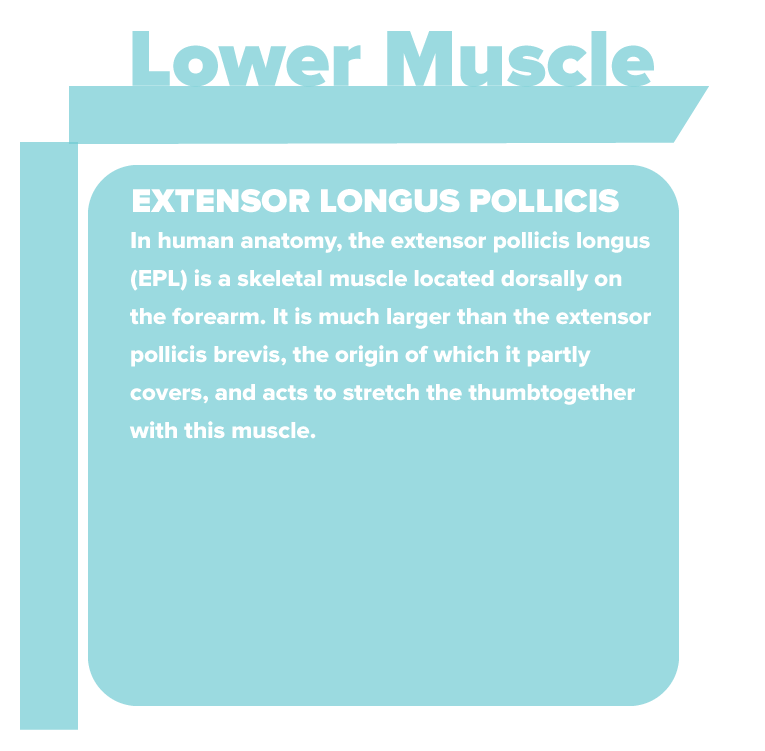 Lower Muscle
EXTENSOR LONGUS POLLICIS
In human anatomy, the extensor pollicis longus
(EPL) is a skeletal muscle located dorsally on
the forearm. It is much larger than the extensor
pollicis brevis, the origin of which it partly
covers, and acts to stretch the thumbtogether
with this muscle.